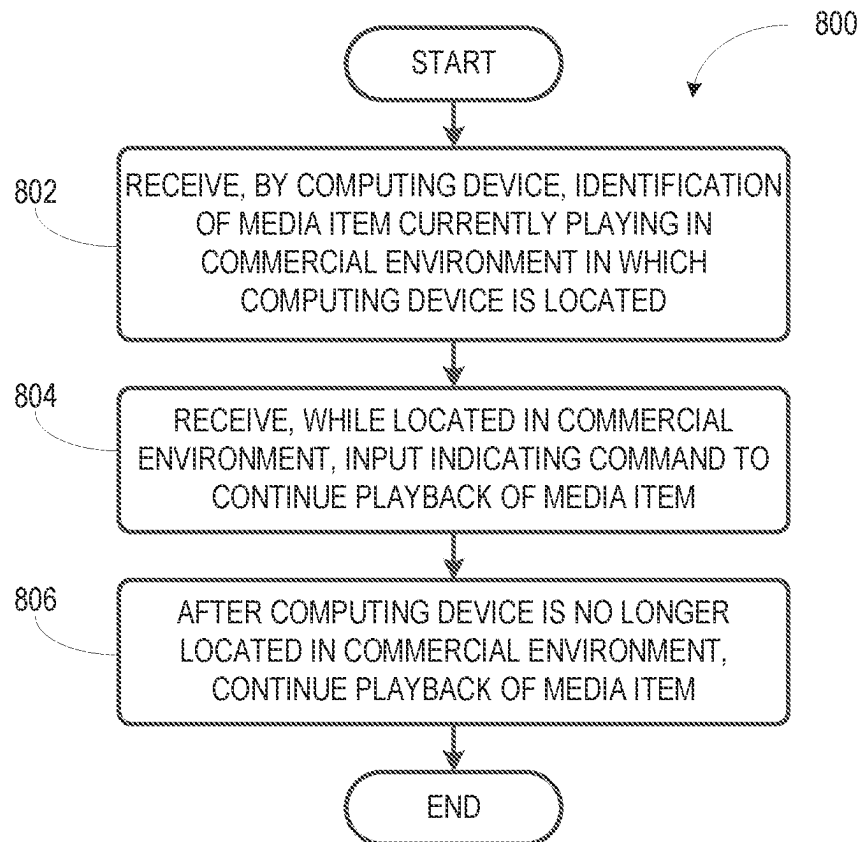 800
START
802
RECEIVE, BY COMPUTING DEVICE, IDENTIFICATION
OF MEDIA ITEM CURRENTLY PLAYING IN
COMMERCIAL ENVIRONMENT IN WHICH
COMPUTING DEVICE IS LOCATED
804
RECEIVE, WHILE LOCATED IN COMMERCIAL
ENVIRONMENT, INPUT INDICATING COMMAND TO
CONTINUE PLAYBACK OF MEDIA ITEM
806
AFTER COMPUTING DEVICE IS NO LONGER
LOCATED IN COMMERCIAL ENVIRONMENT,
CONTINUE PLAYBACK OF MEDIA ITEM
END